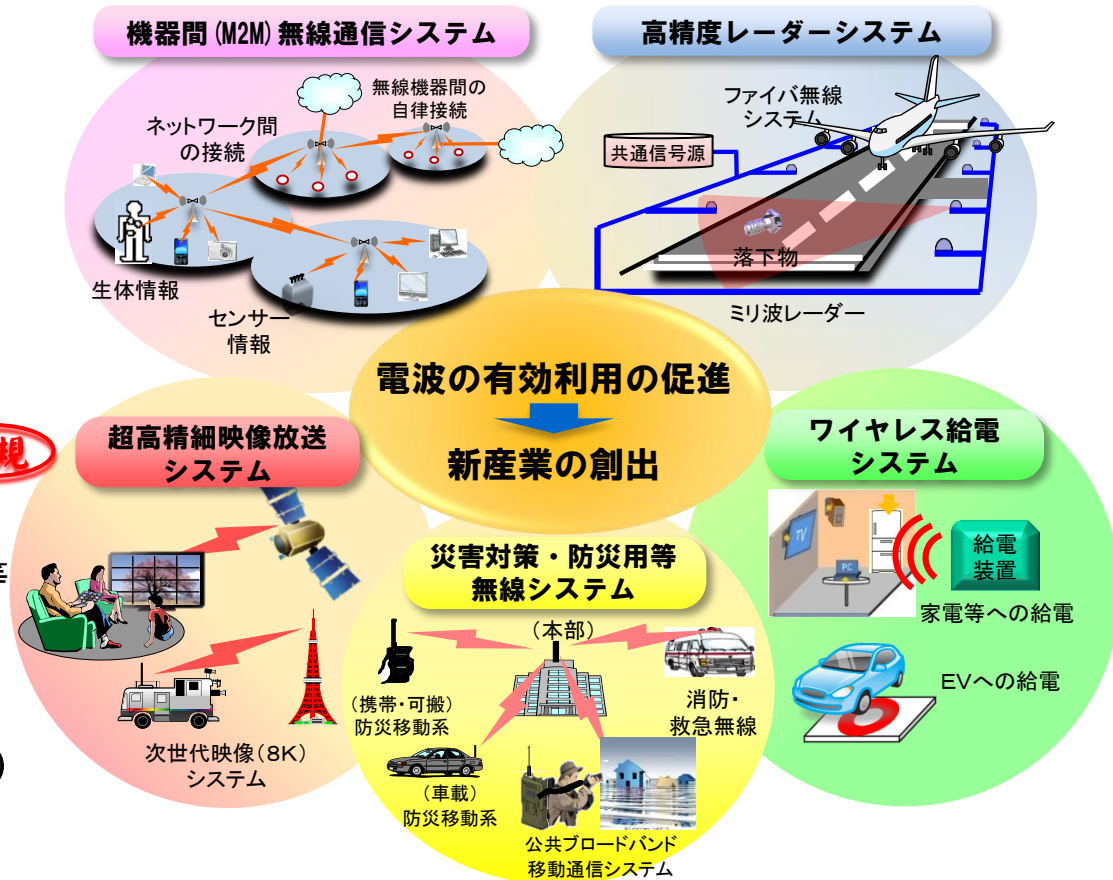 機器間(M2M)無線通信システム
高精度レーダーシステム
無線機器間の
自律接続
ネットワーク間
の接続
生体情報
センサー
情報
ファイバ無線
システム
共通信号源
落下物
ミリ波レーダー
電波の有効利用の促進
新産業の創出
規
超高精細映像放送
システム
次世代映像(8K)
システム
災害対策・防災用等
無線システム
(本部)
(携帯・可搬)
防災移動系
消防・
救急無線
(車載)
防災移動系
公共ブロードバンド
移動通信システム
ワイヤレス給電
システム
TV
PC
給電
装置
家電等への給電
EVへの給電
)